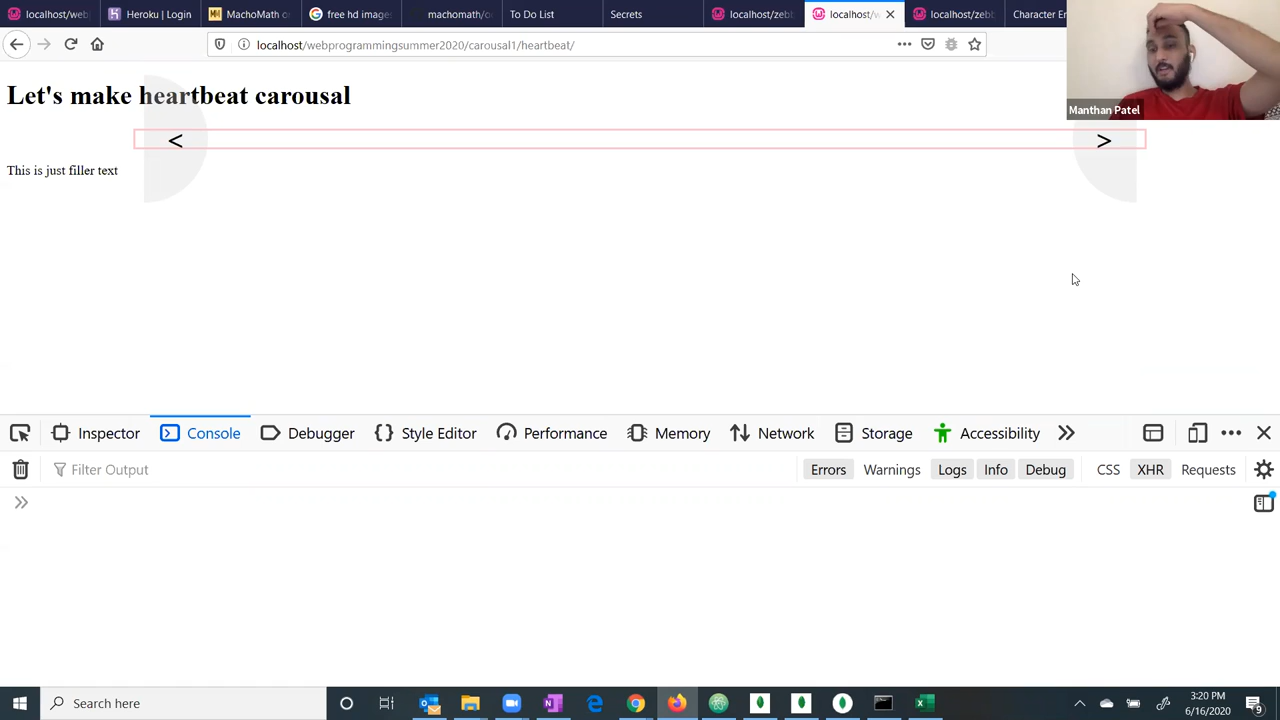 localhost/web
Heroku | Login
MachoMath o
free hd image
machomath/c
To Do List
Secrets
localhost/zebb
localhost/w
localhost/zebb
Character En
localhost/webprogrammingsummer2020/carousal1/heartbeat/
Manthan Patel
Let's make heartbeat carousal
< >
This is just filler text
Inspector
Console
Debugger
Style Editor
Performance
Memory
Network
Storage
Accessibility
Filter Output
Errors
Warnings
Logs
Info
Debug
CSS
XHR
Requests
Search here
3:20 PM
6/16/2020
9